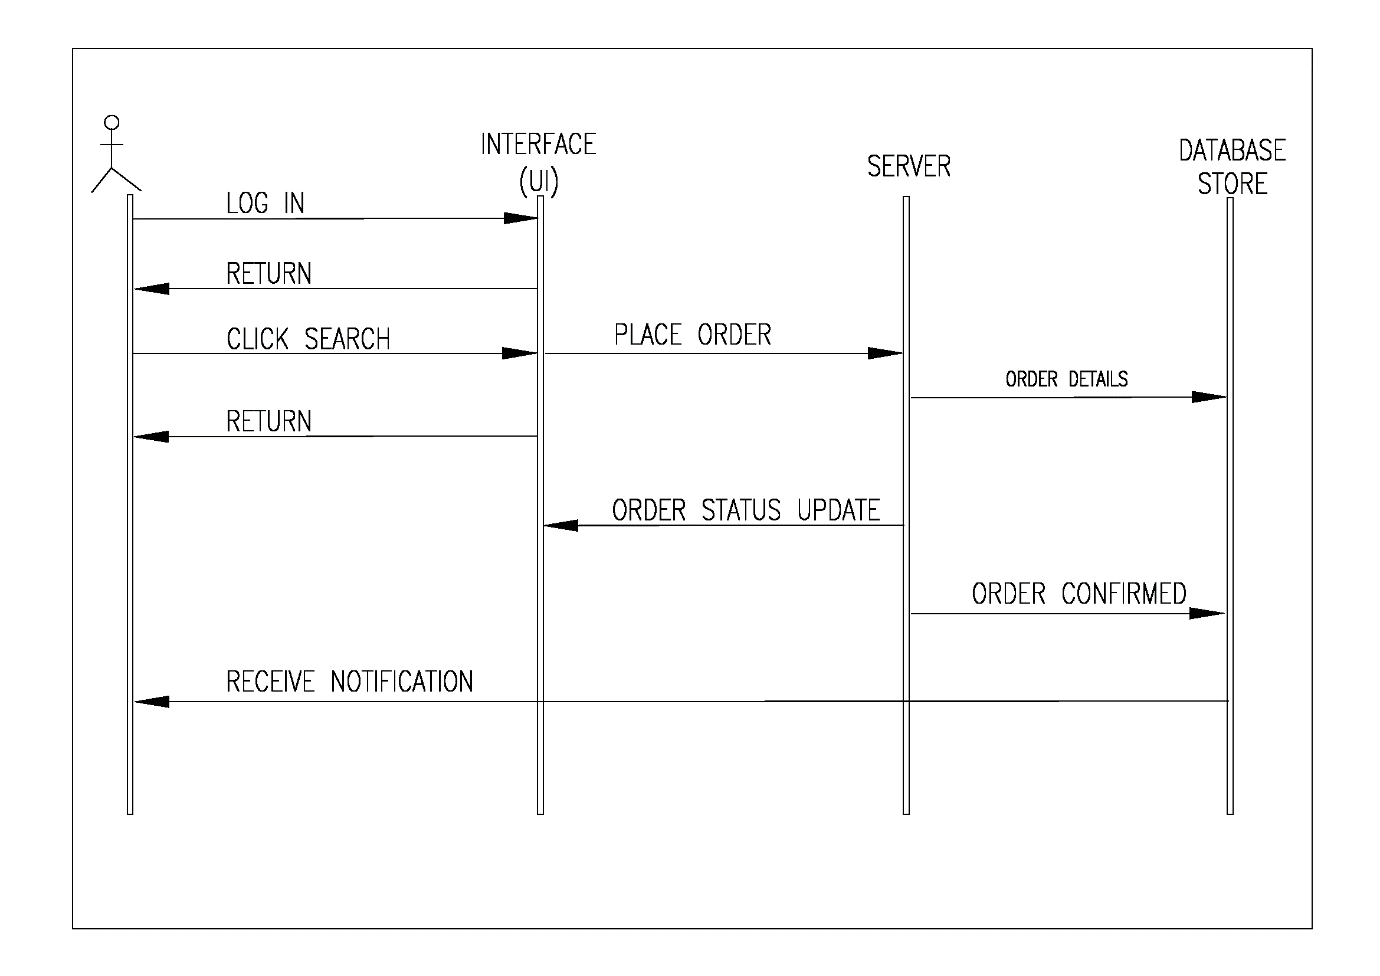 INTERFACE
(UI)
SERVER
DATABASE
STORE
LOG IN
RETURN
CLICK SEARCH
PLACE ORDER
ORDER DETAILS
RETURN
ORDER STATUS UPDATE
ORDER CONFIRMED
RECEIVE NOTIFICATION